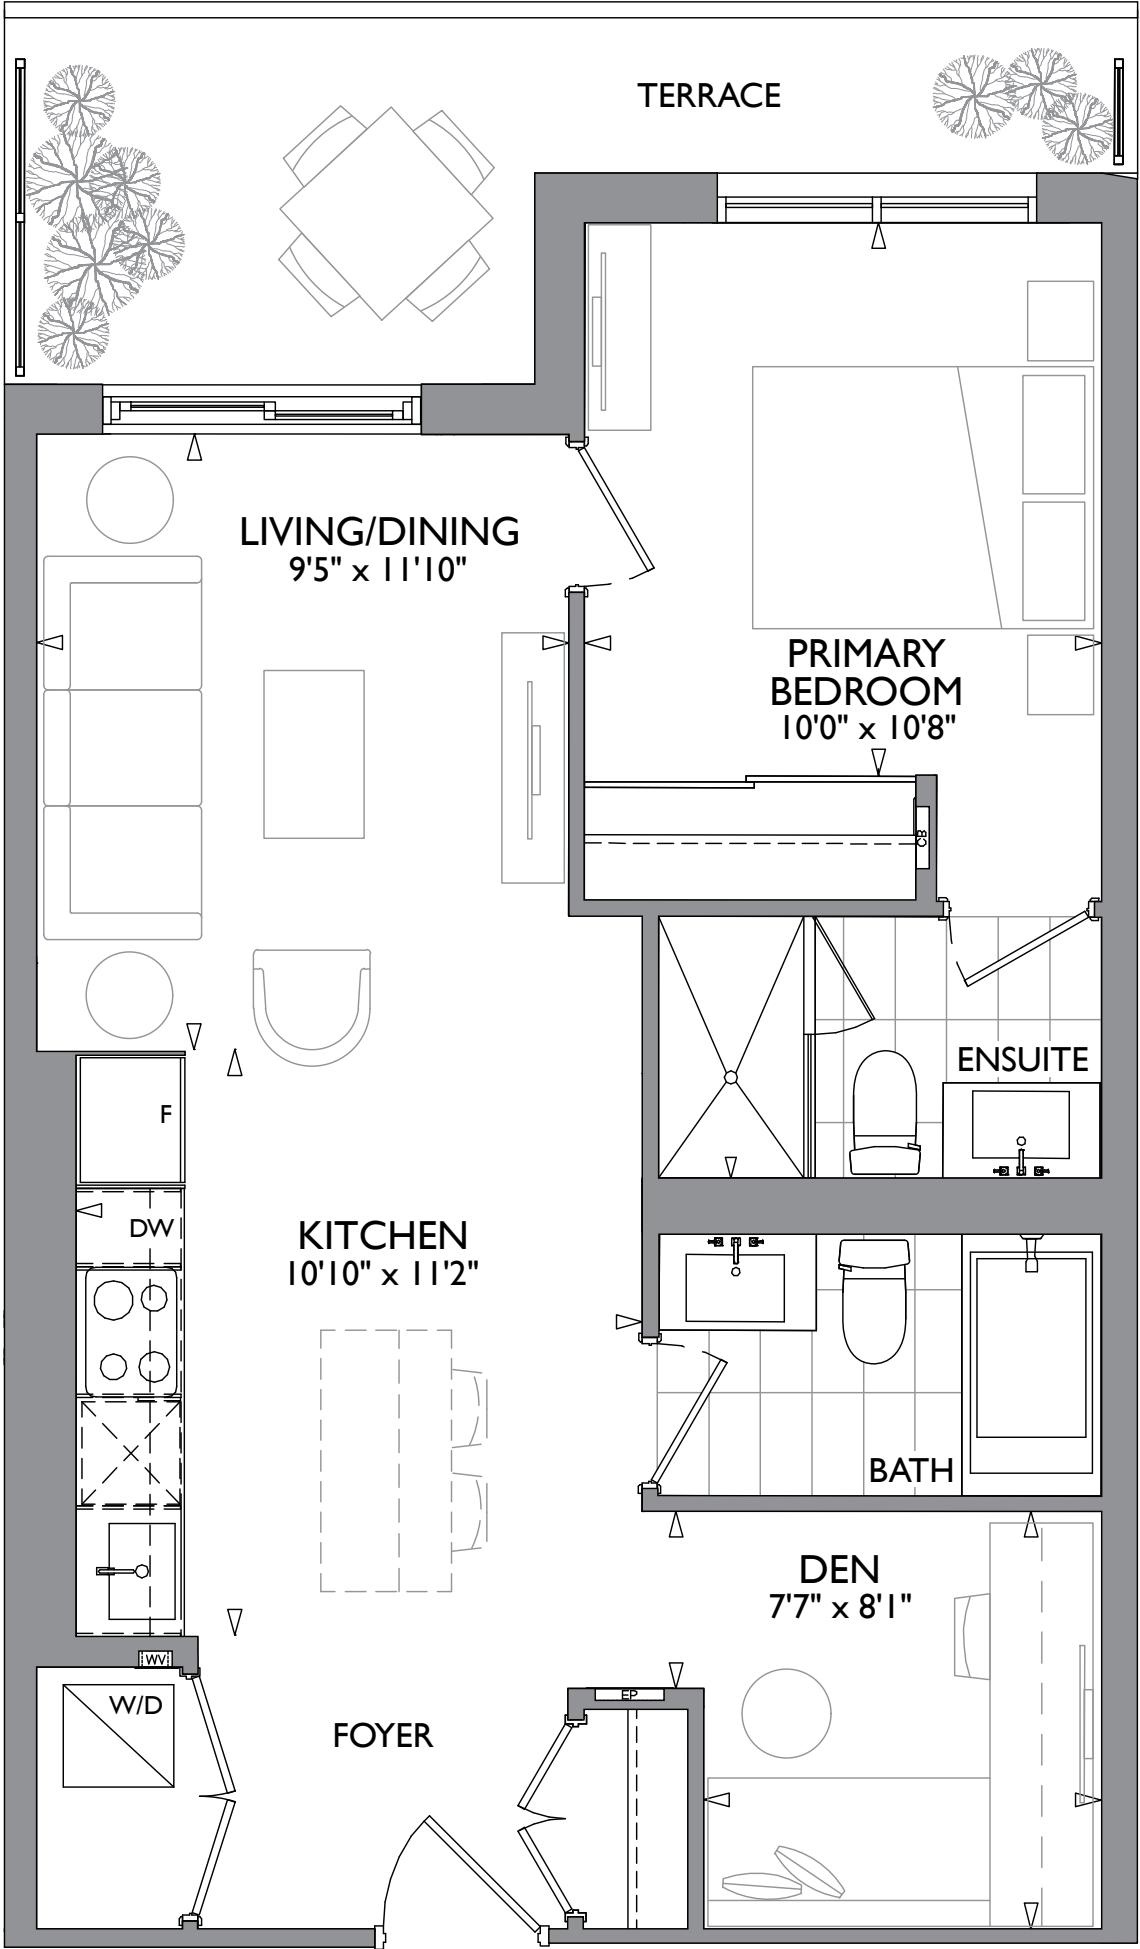 TERRACE
LIVING/DINING
9'5" x 11'10"
PRIMARY
BEDROOM
10'0" x 10'8"
CB
ENSUITE
F
DW
KITCHEN
10'10" x 11'2"
BATH
DEN
7'7" x 8'1"
WV
W/D
EP
FOYER